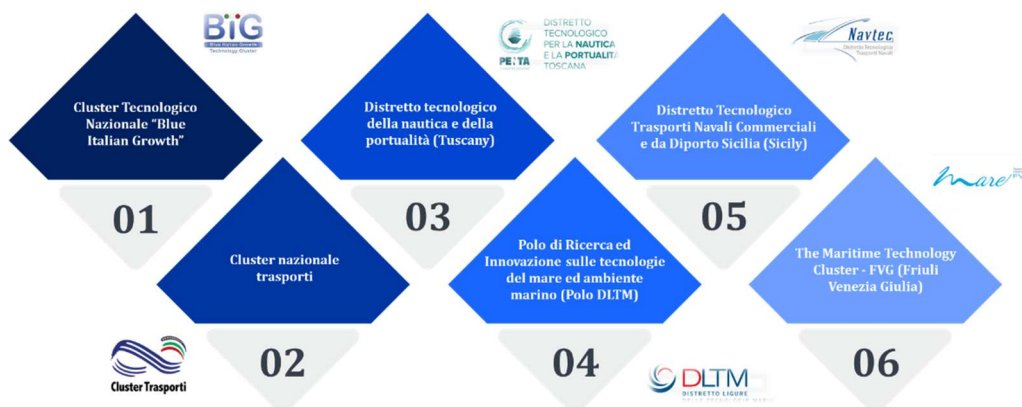 BiG
Blue Italian Growth
Technology Cluster
Cluster Tecnologico
Nazionale “Blue
Italian Growth”
01
Cluster nazionale
trasporti
02
Cluster Trasporti
PENTA
DISTRETTO
TECNOLOGICO
PER LA NAUTICA
E LA PORTUALIT
TOSCANA
Distretto tecnologico
della nautica e della
portualità (Tuscany)
03
Polo di Ricerca ed
Innovazione sulle tecnologie
del mare ed ambiente
marino (Polo DLTM)
04
DLTM
DISTRETTO LIGURE
DELLE TECNOLOGIE MARINE
Navtec
Distretto Tecnologico
Trasporti Navali
Distretto Tecnologico
Trasporti Navali Commerciali
e da Diporto Sicilia (Sicily)
05
mare
The Maritime Technology
Cluster - FVG (Friuli
Venezia Giulia)
06